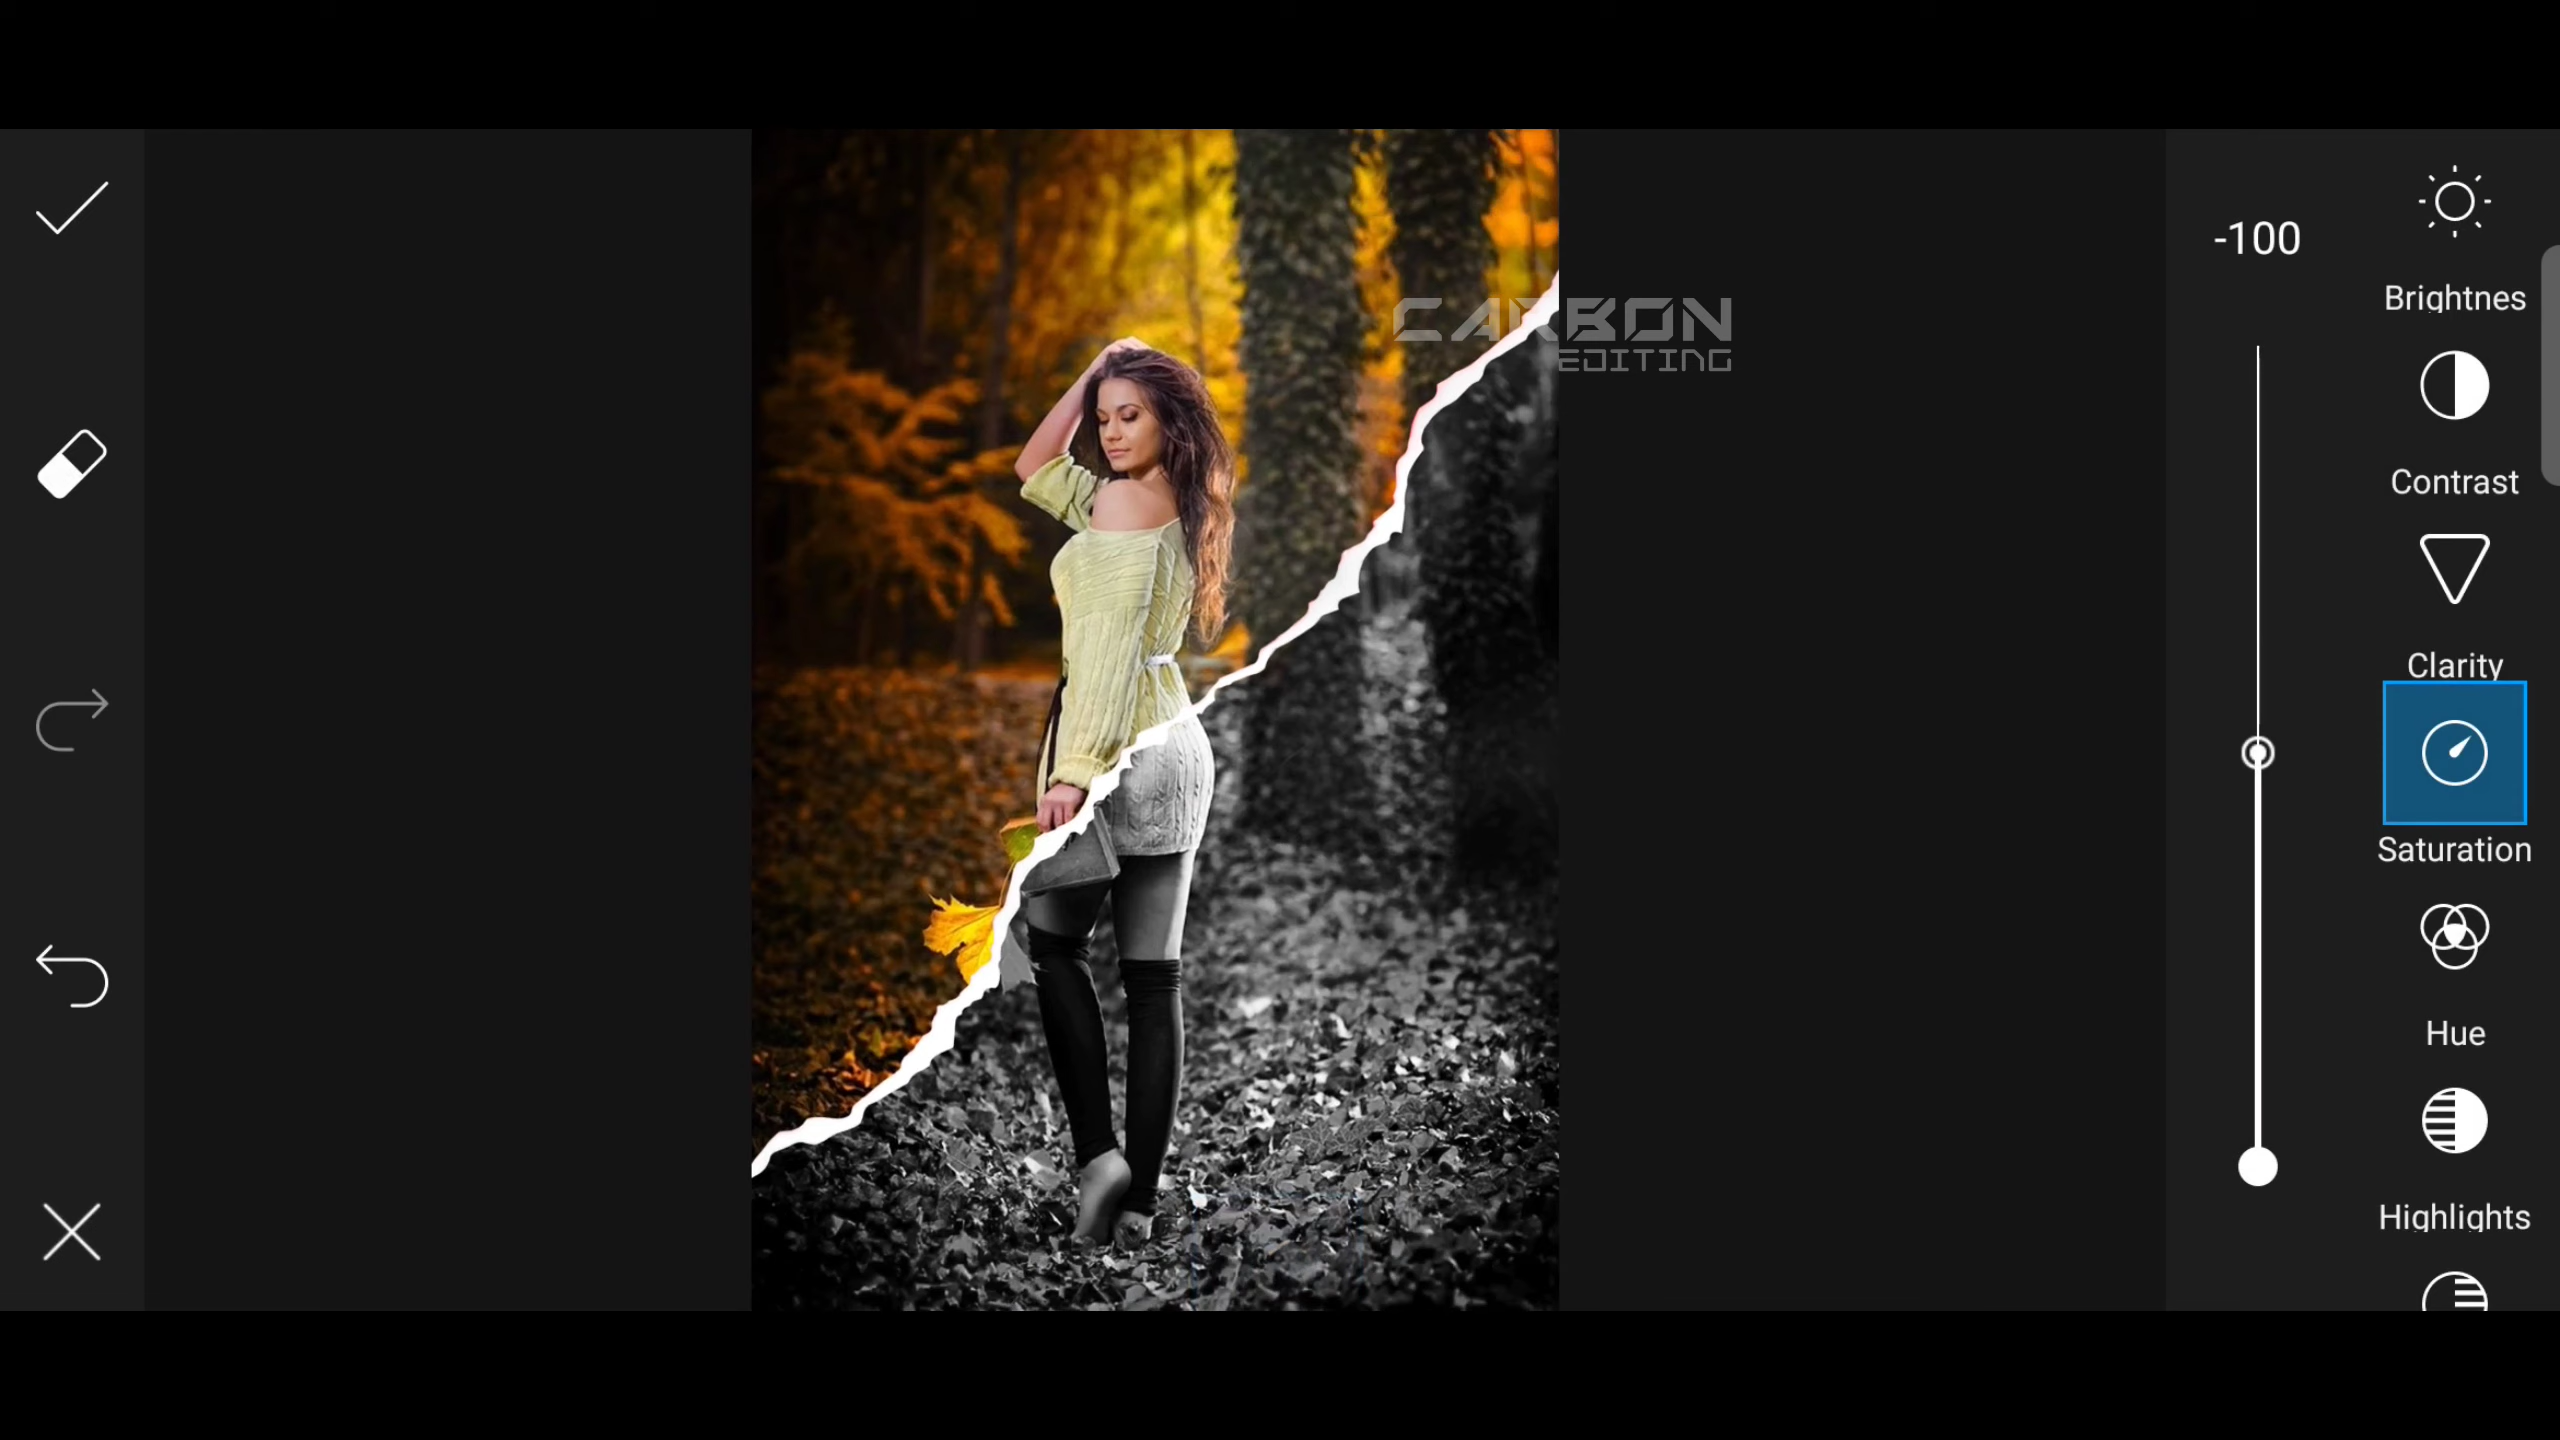 -100
Brightnes
CARBON
EDITING
Contrast
Clarity
Saturation
Hue
Highlights